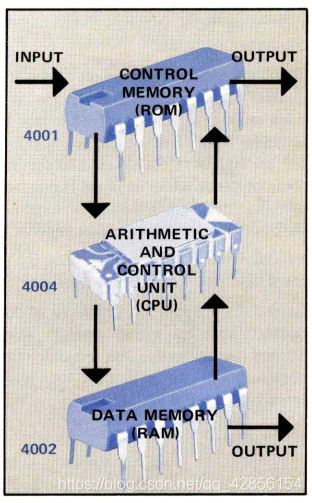 INPUT
OUTPUT
CONTROL
MEMORY
(ROM)
4001
ARITHMETIC
AND
CONTROL
UNIT
(CPU)
4004
DATA MEMORY
(RAM)
4002
OUTPUT
https://blog.csdn.net/qq_42856154